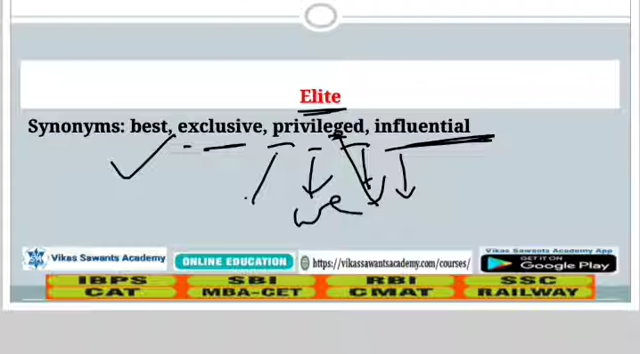 Elite
Synonyms: best, exclusive, privileged, influential
we
Vikas Sawants Academy
ONLINE EDUCATION
https://vikassawantsacademy.com/courses/
Vikas Sawants Academy App
GET IT ON
Google Play
IBPS SBI RBI SSC
CAT MBA-CET CMAT RAILWAY